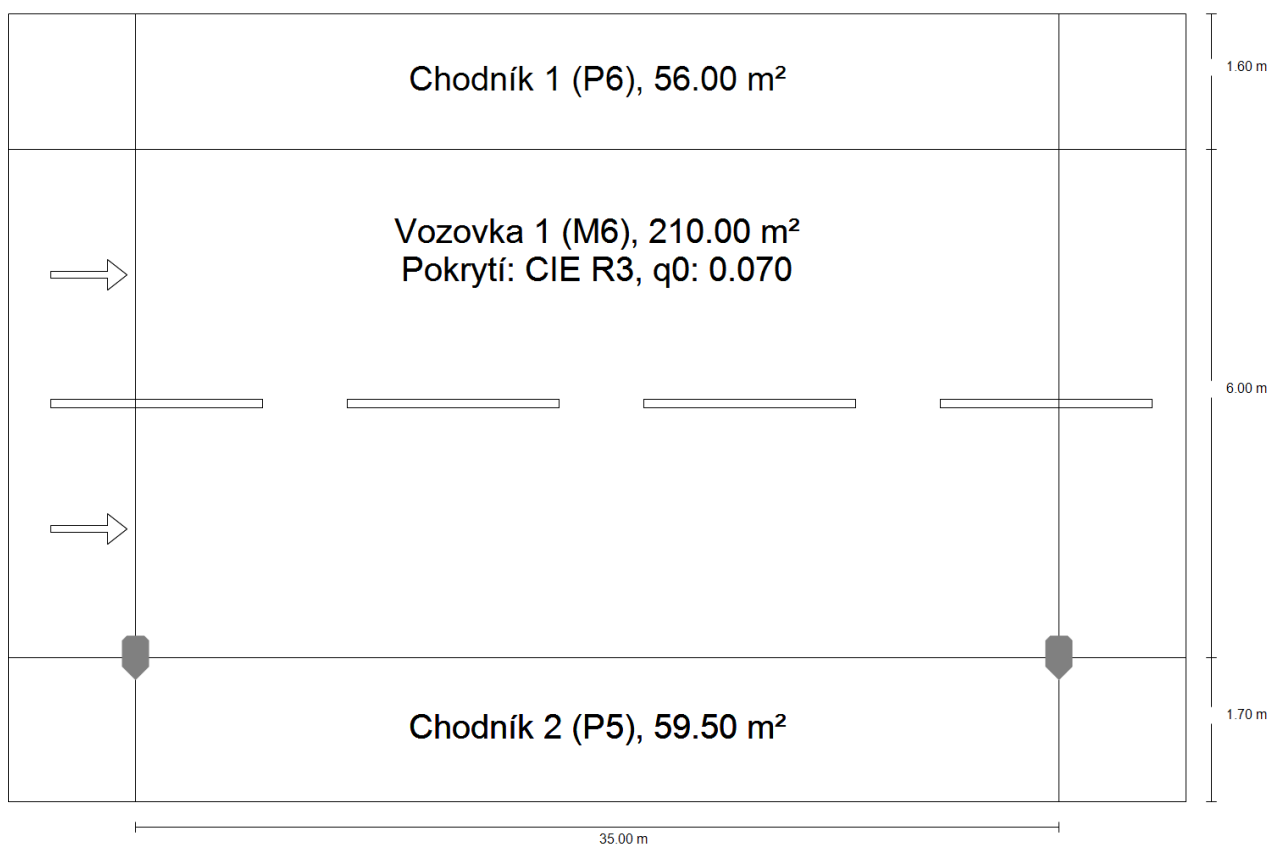 Chodník 1 (P6), 56.00 m²
1.60 m
Vozovka 1 (M6), 210.00 m²
Pokrytí: CIE R3, q0: 0.070
6.00 m
Chodník 2 (P5), 59.50 m²
1.70 m
35.00 m